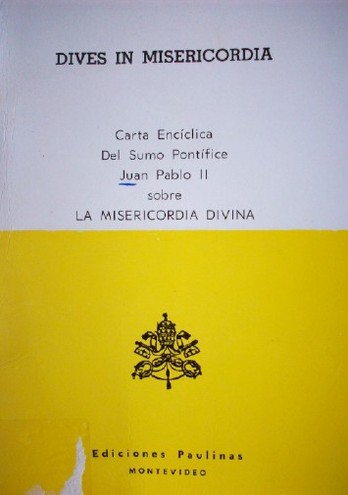 DIVES IN MISERICORDIA
Carta Encíclica
Del Sumo Pontífice
Juan Pablo II
sobre
LA MISERICORDIA DIVINA
Ediciones Paulinas
MONTEVIDEO